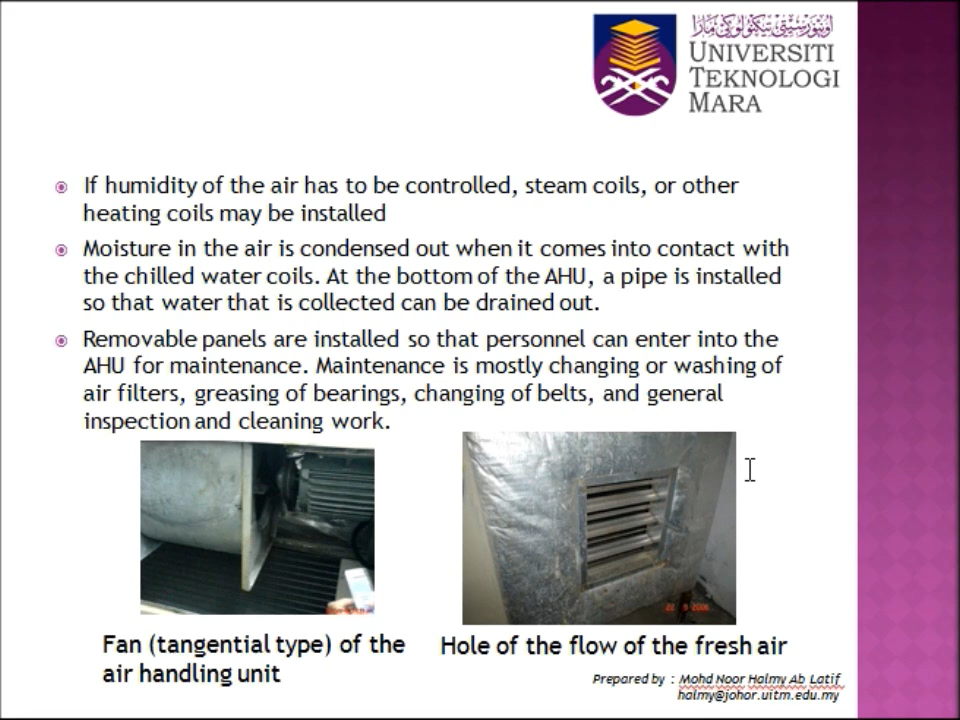 اونيۏرسيتي تيكنولوڬي مارا
UNIVERSITI
TEKNOLOGI
MARA
If humidity of the air has to be controlled, steam coils, or other
heating coils may be installed
Moisture in the air is condensed out when it comes into contact with
the chilled water coils. At the bottom of the AHU, a pipe is installed
so that water that is collected can be drained out.
Removable panels are installed so that personnel can enter into the
AHU for maintenance. Maintenance is mostly changing or washing of
air filters, greasing of bearings, changing of belts, and general
inspection and cleaning work.
Fan (tangential type) of the
air handling unit
Hole of the flow of the fresh air
Prepared by : Mohd Noor Halmy Ab Latif
halmy@johor.uitm.edu.my